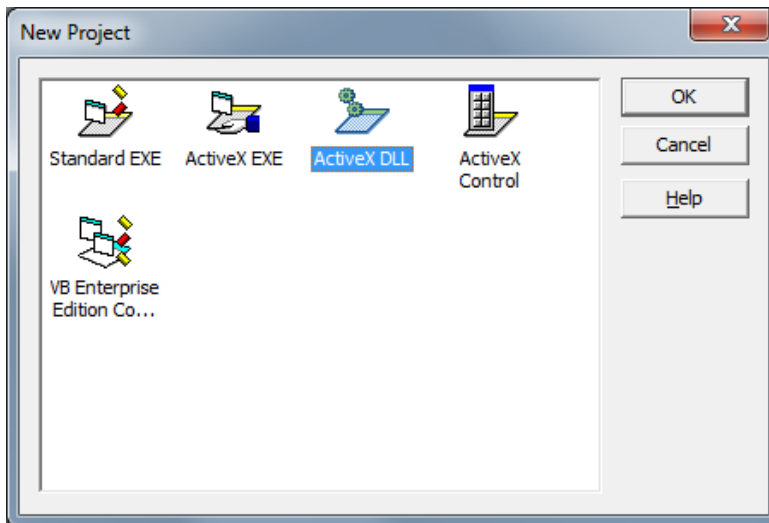 New Project
Standard EXE
ActiveX EXE
ActiveX DLL
ActiveX
Control
VB Enterprise
Edition Co...
OK
Cancel
Help